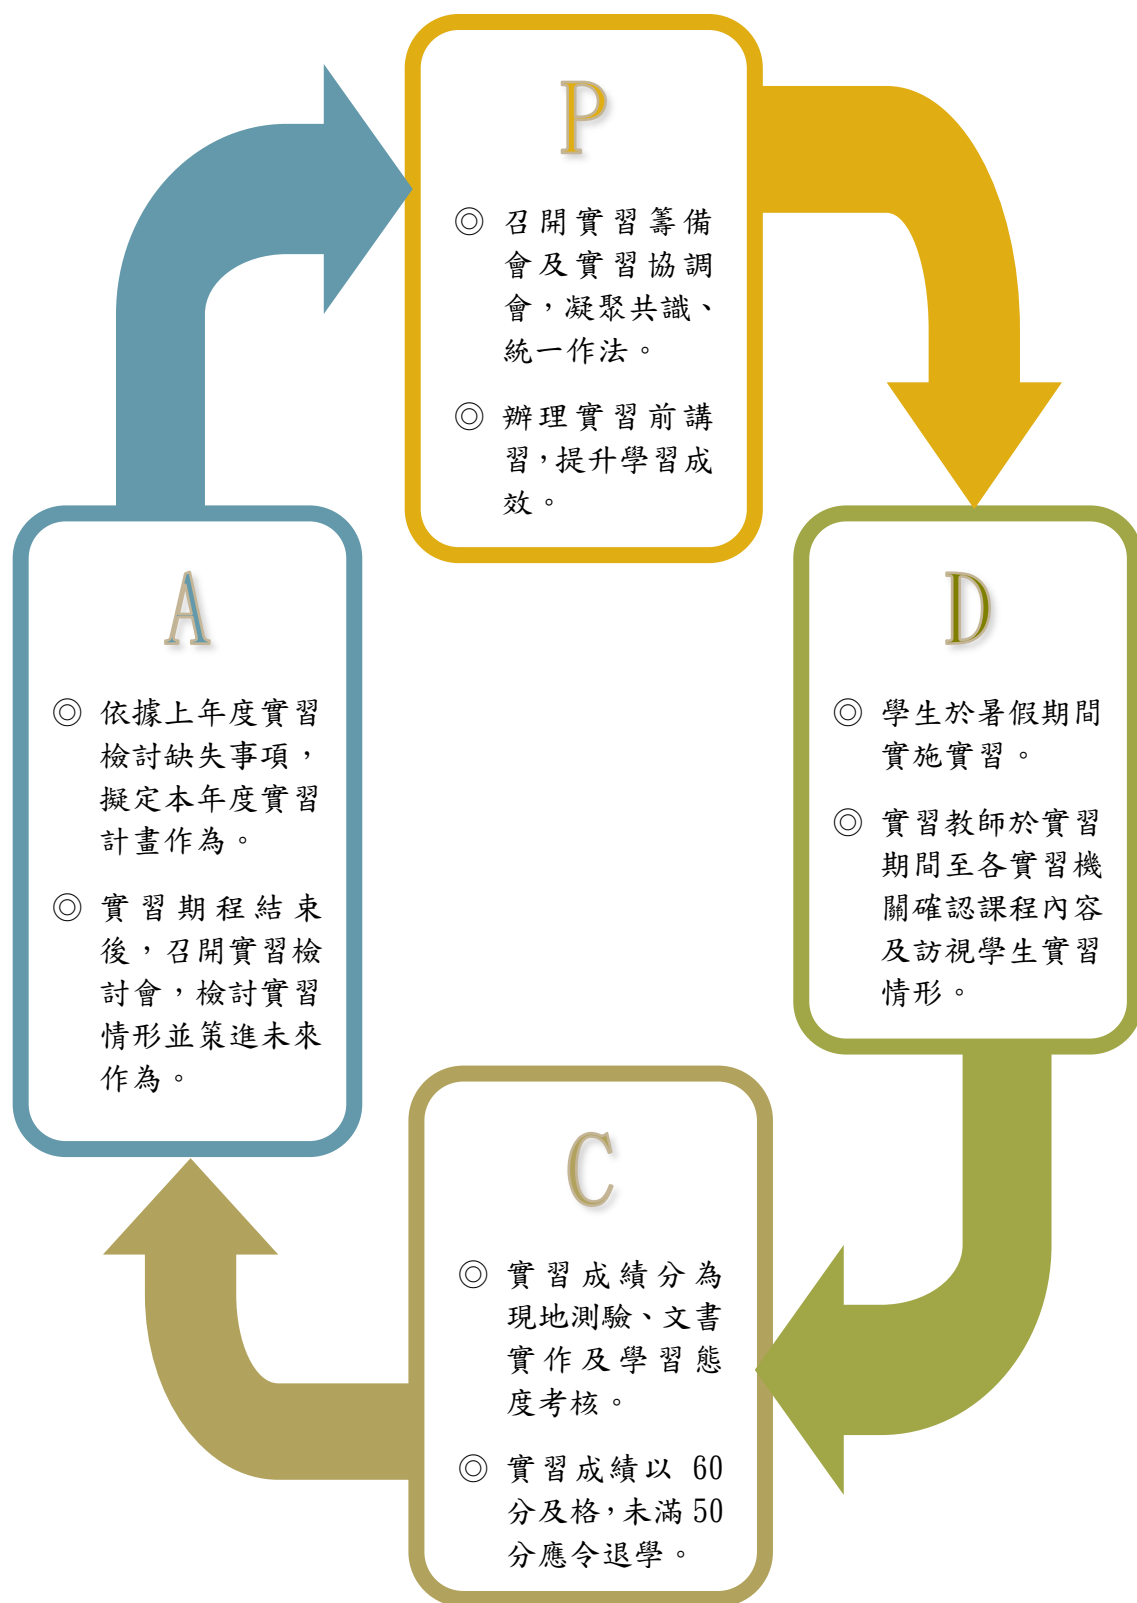 P
◎ 召開實習籌備
會及實習協調
會,凝聚共識、
統一作法。
◎ 辦理實習前講
習,提升學習成
效。
D
◎ 學生於暑假期間
實施實習。
◎ 實習教師於實習
期間至各實習機
關確認課程內容
及訪視學生實習
情形。
C
◎ 實習成績分為
現地測驗、文書
實作及學習態
度考核。
◎ 實習成績以 60
分及格,未滿 50
分應令退學。
A
◎ 依據上年度實習
檢討缺失事項,
擬定本年度實習
計畫作為。
◎ 實習期程結束
後,召開實習檢
討會,檢討實習
情形並策進未來
作為。